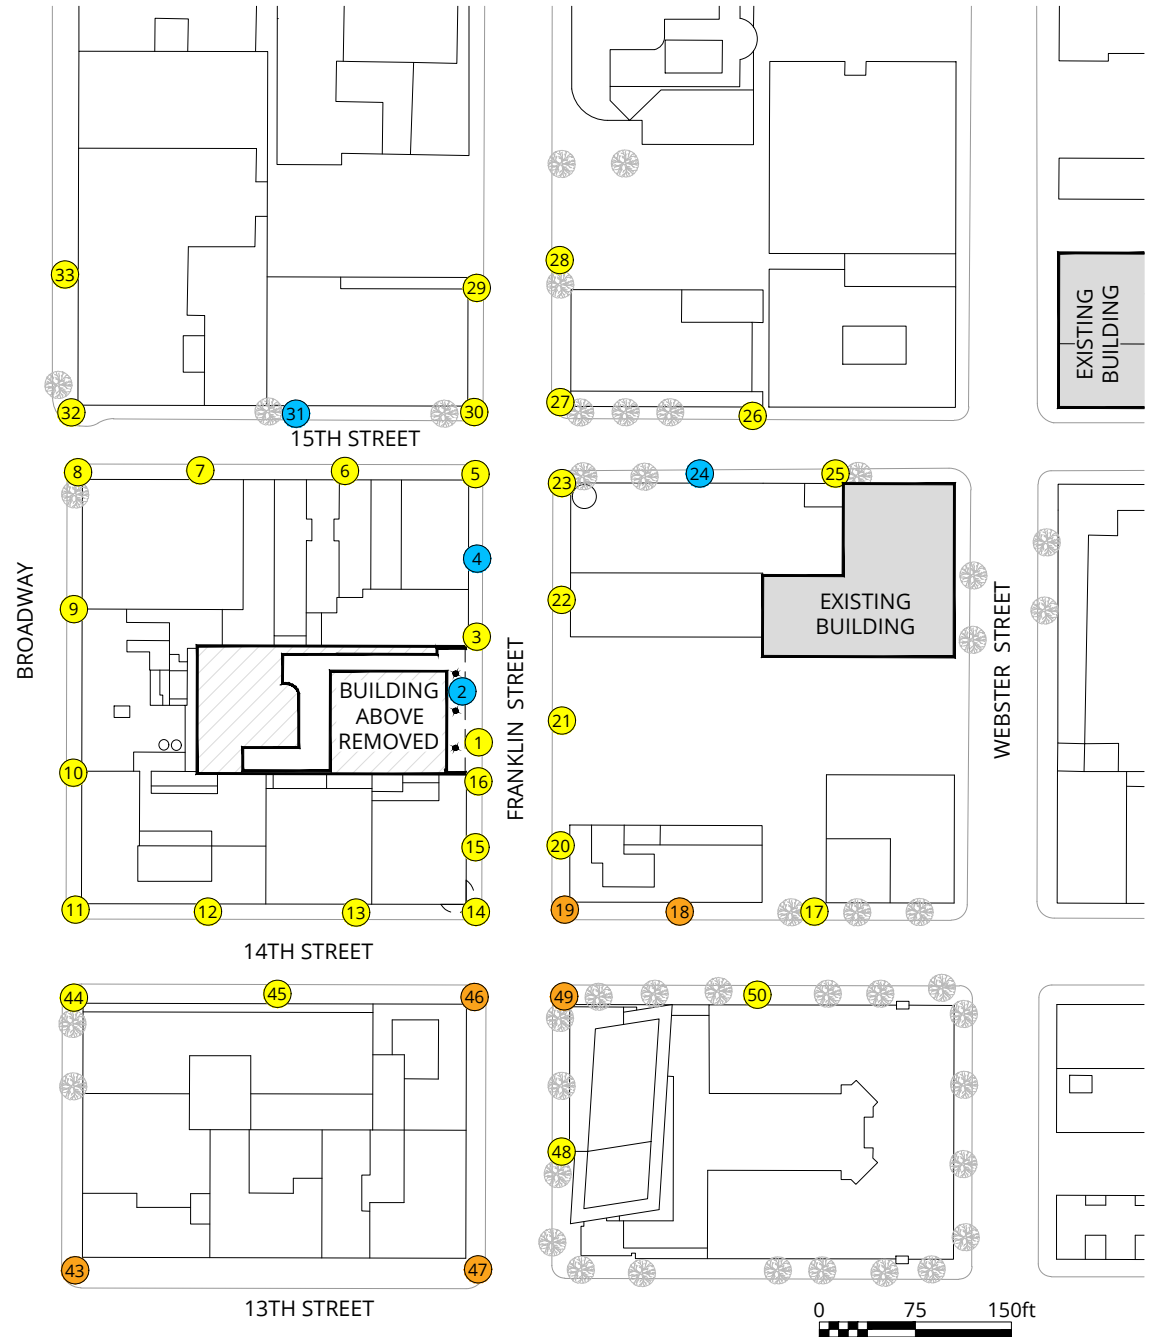 33
28
29
EXISTING
BUILDING
32
31
30
27
26
15TH STREET
8
7
6
5
23
24
25
4
BROADWAY
9
3
22
EXISTING
BUILDING
WEBSTER STREET
FRANKLIN STREET
BUILDING
ABOVE
REMOVED
2
1
21
10
16
15
20
11
12
13
14
19
18
17
14TH STREET
44
45
46
49
50
48
43
47
13TH STREET
0 75 150ft